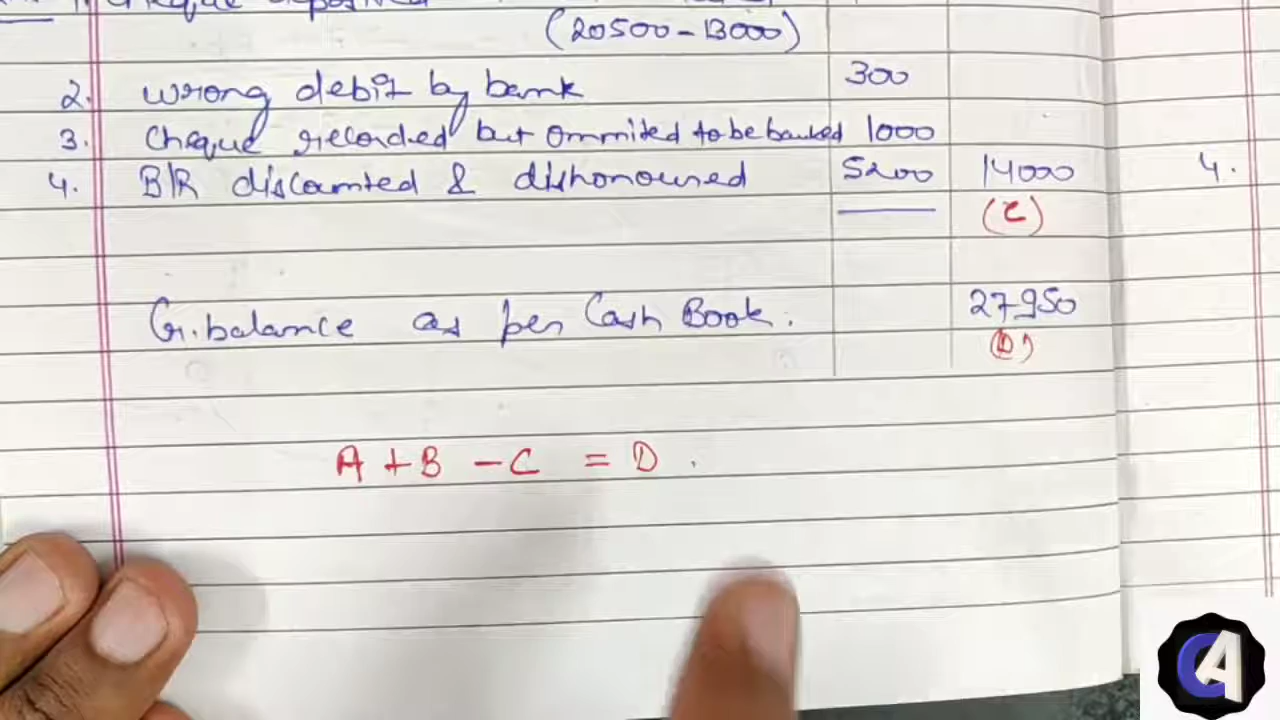 (20500-13000)
2. wrong debit by bank 300
3. Cheque recorded but ommited to be banked 1000
4. B/R discounted & dishonoured 5200 14000
(C)
4.
Cr. balance as per Cash Book. 27950
(D)
A + B - C = D.
CA